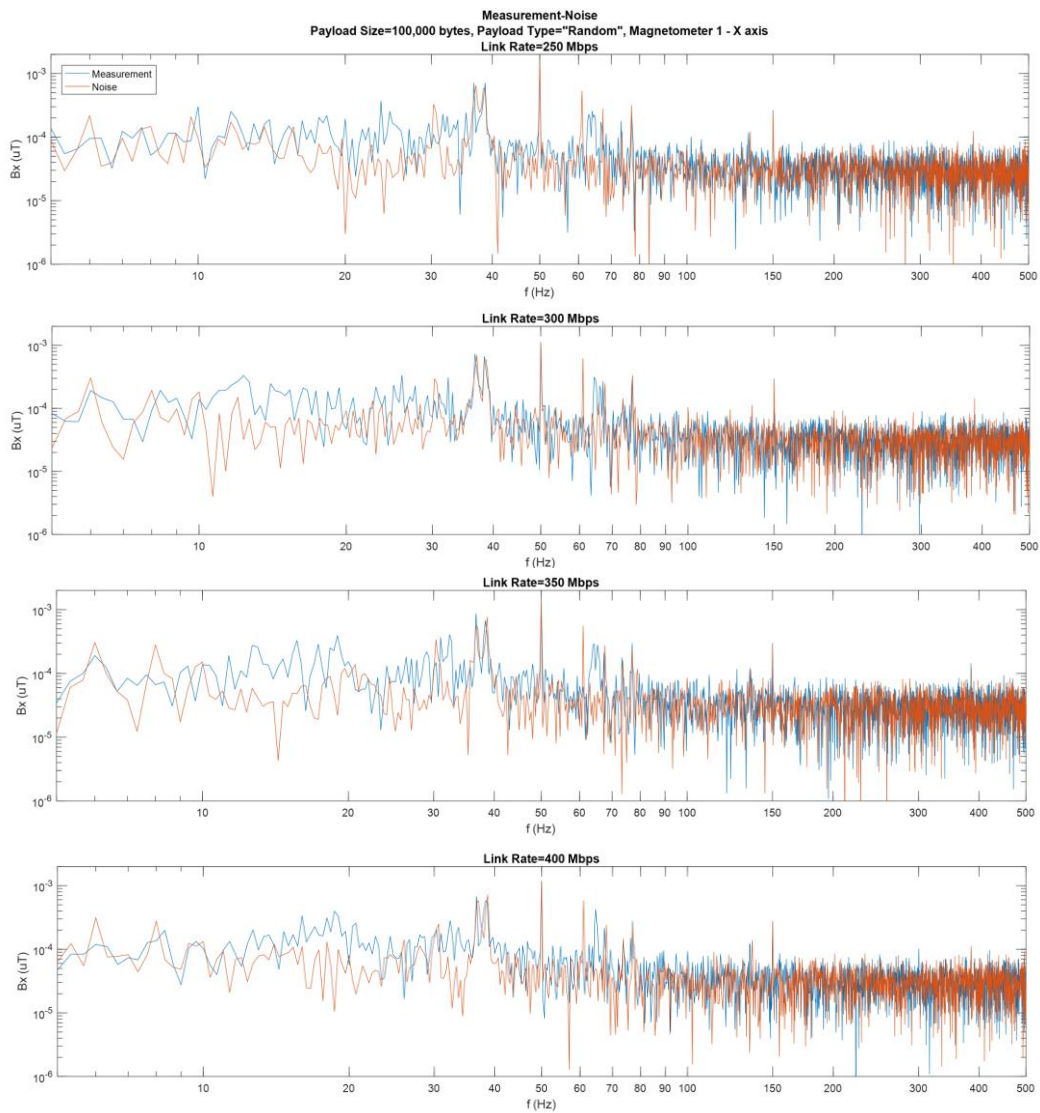 Measurement-Noise
Payload Size=100,000 bytes, Payload Type="Random", Magnetometer 1 - X axis
Link Rate=250 Mbps
Measurement
Noise
10^-3
10^-4
10^-5
10^-6
Bx (uT)
10 20 30 40 50 60 70 80 90 100 150 200 300 400 500
f (Hz)
Link Rate=300 Mbps
10^-3
10^-4
10^-5
10^-6
Bx (uT)
10 20 30 40 50 60 70 80 90 100 150 200 300 400 500
f (Hz)
Link Rate=350 Mbps
10^-3
10^-4
10^-5
10^-6
Bx (uT)
10 20 30 40 50 60 70 80 90 100 150 200 300 400 500
f (Hz)
Link Rate=400 Mbps
10^-3
10^-4
10^-5
10^-6
Bx (uT)
10 20 30 40 50 60 70 80 90 100 150 200 300 400 500
f (Hz)